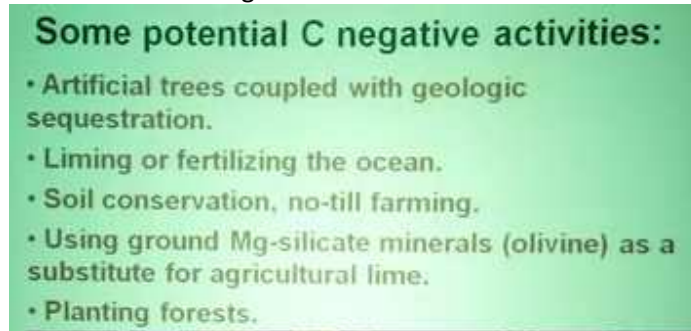 Some potential C negative activities:
• Artificial trees coupled with geologic
sequestration.
• Liming or fertilizing the ocean.
• Soil conservation, no-till farming.
• Using ground Mg-silicate minerals (olivine) as a
substitute for agricultural lime.
• Planting forests.